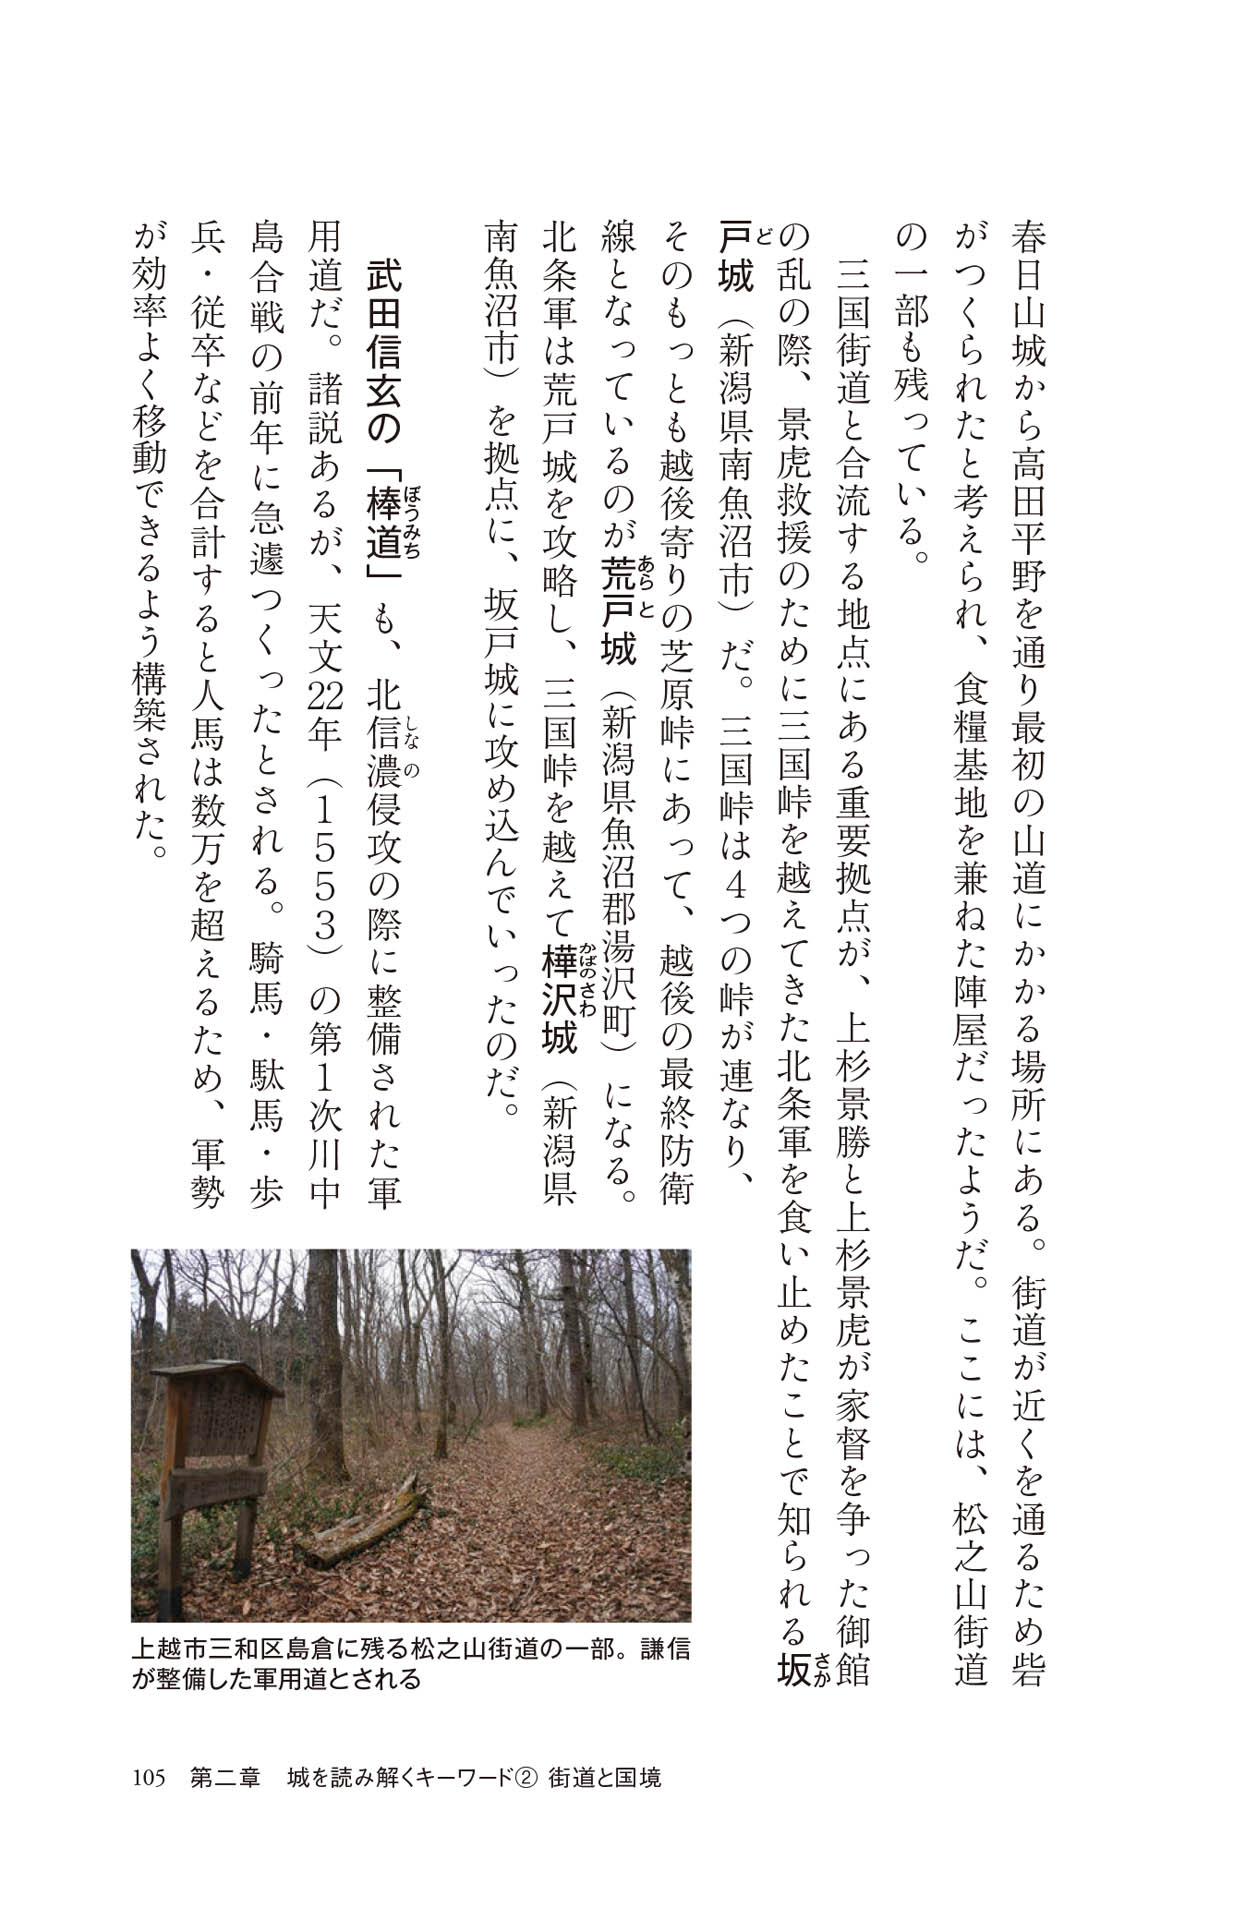 春日山城から高田平野を通り最初の山道にかかる場所にある。街道が近くを通るため砦
がつくられたと考えられ、食糧基地を兼ねた陣屋だったようだ。ここには、松之山街道
の一部も残っている。
三国街道と合流する地点にある重要拠点が、上杉景勝と上杉景虎が家督を争った御館
の乱の際、景虎救援のために三国峠を越えてきた北条軍を食い止めたことで知られる坂さか
戸ど城（新潟県南魚沼市）だ。三国峠は４つの峠が連なり、
そのもっとも越後寄りの芝原峠にあって、越後の最終防衛
線となっているのが荒戸あらと城（新潟県魚沼郡湯沢町）になる。
北条軍は荒戸城を攻略し、三国峠を越えて樺沢かばのさわ城（新潟県
南魚沼市）を拠点に、坂戸城に攻め込んでいったのだ。
武田信玄の「棒道ぼうみち」も、北信濃しなの侵攻の際に整備された軍
用道だ。諸説あるが、天文22年（１５５３）の第１次川中
島合戦の前年に急遽つくったとされる。騎馬・駄馬・歩
兵・従卒などを合計すると人馬は数万を超えるため、軍勢
が効率よく移動できるよう構築された。
上越市三和区島倉に残る松之山街道の一部。謙信
が整備した軍用道とされる
105　第二章　城を読み解くキーワード② 街道と国境